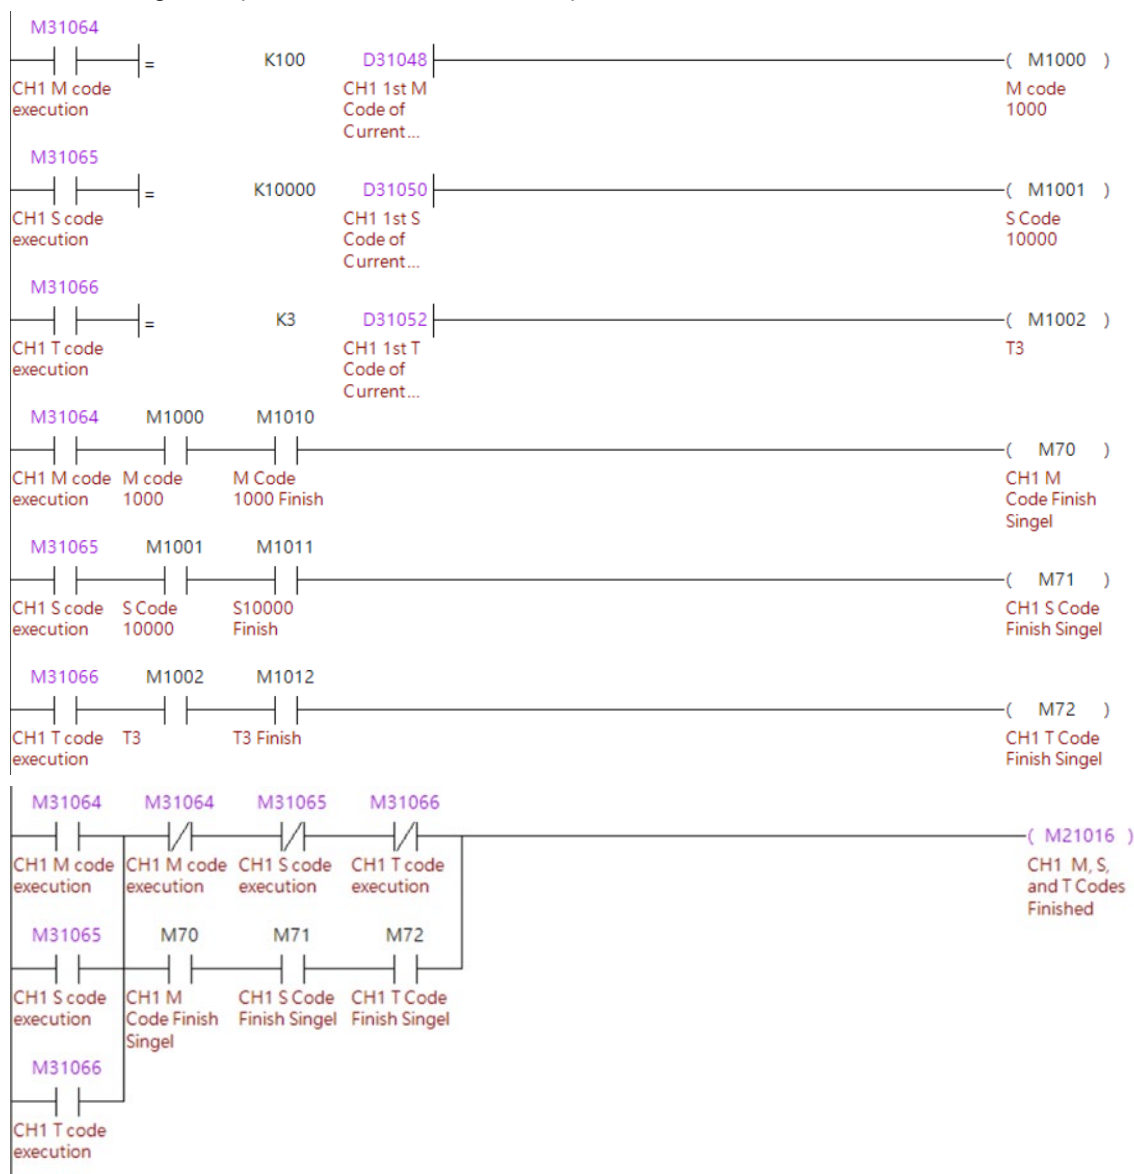 M31064
= K100 D31048 ( M1000 )
CH1 M code CH1 1st M M code
execution Code of 1000
Current...
M31065
= K10000 D31050 ( M1001 )
CH1 S code CH1 1st S S Code
execution Code of 10000
Current...
M31066
= K3 D31052 ( M1002 )
CH1 T code CH1 1st T T3
execution Code of
Current...
M31064 M1000 M1010
( M70 )
CH1 M code M code M Code CH1 M
execution 1000 1000 Finish Code Finish
Singel
M31065 M1001 M1011
( M71 )
CH1 S code S Code S10000 CH1 S Code
execution 10000 Finish Finish Singel
M31066 M1002 M1012
( M72 )
CH1 T code T3 T3 Finish CH1 T Code
execution Finish Singel
M31064 M31064 M31065 M31066
( M21016 )
CH1 M code CH1 M code CH1 S code CH1 T code CH1 M, S,
execution execution execution execution and T Codes
Finished
M31065 M70 M71 M72
CH1 S code CH1 M CH1 S Code CH1 T Code
execution Code Finish Finish Singel Finish Singel
Singel
M31066
CH1 T code
execution